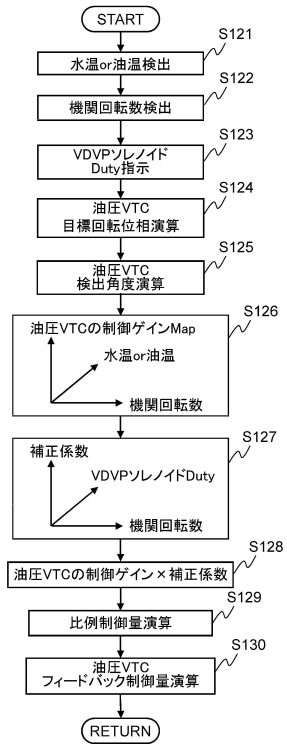 START
S121
水温or油温検出
S122
機関回転数検出
S123
VDVPソレノイド
Duty指示
S124
油圧VTC
目標回転位相演算
S125
油圧VTC
検出角度演算
S126
油圧VTCの制御ゲインMap
水温or油温
機関回転数
S127
補正係数
VDVPソレノイドDuty
機関回転数
S128
油圧VTCの制御ゲイン×補正係数
S129
比例制御量演算
S130
油圧VTC
フィードバック制御量演算
RETURN